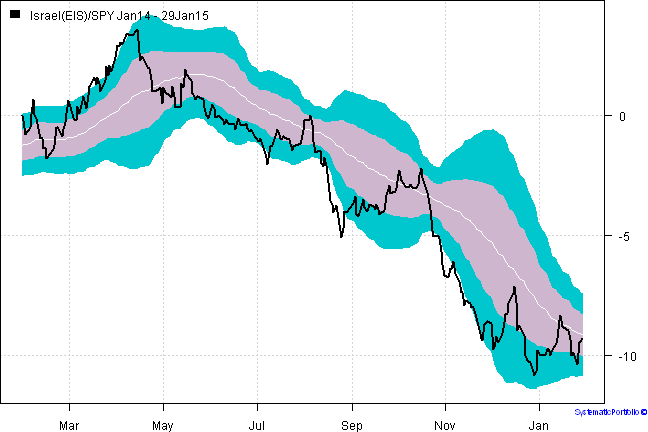 Israel(EIS)/SPY Jan14 - 29Jan15
0
-5
-10
Mar May Jul Sep Nov Jan
SystematicPortfolio ©